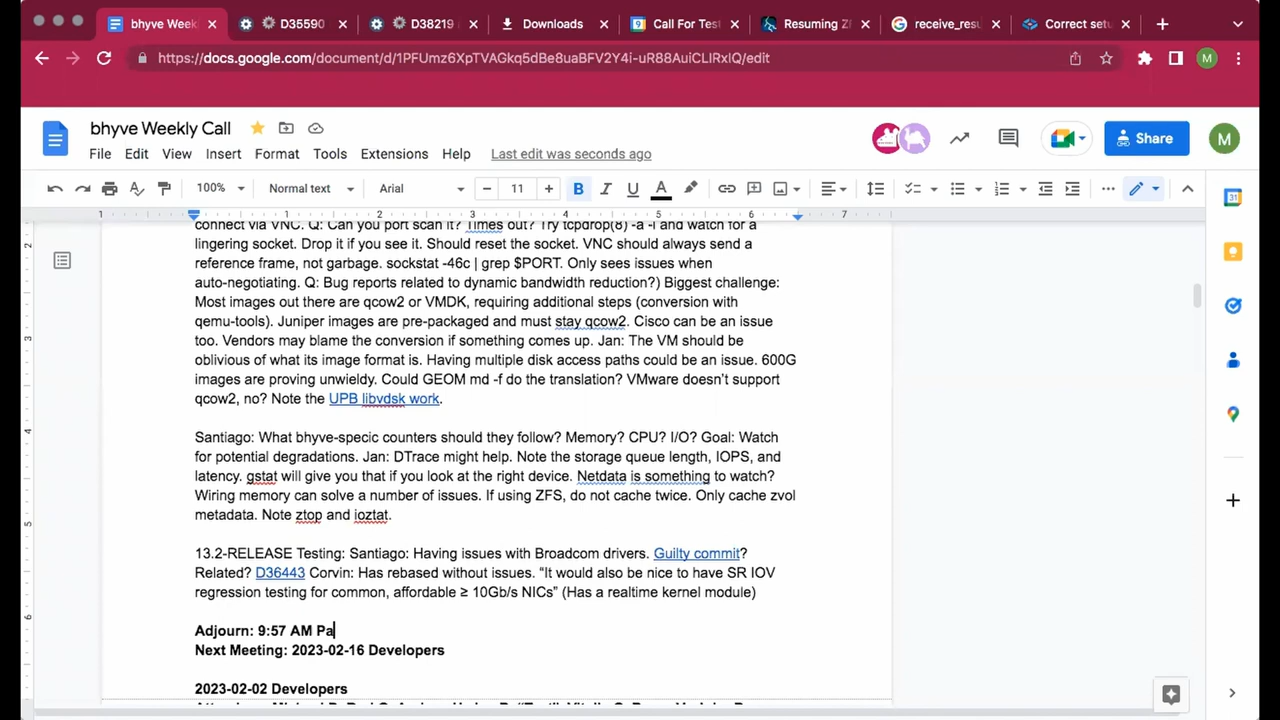 bhyve Weekly
D35590
D38219
Downloads
Call For Test
Resuming Z
receive_resu
Correct setu
https://docs.google.com/document/d/1PFUmz6XpTVAGkq5dBe8uaBFV2Y4i-uR88AuiCLIRxIQ/edit
M
bhyve Weekly Call
Share
M
File Edit View Insert Format Tools Extensions Help Last edit was seconds ago
100% Normal text Arial 11 B I U A
1 1 2 3 4 5 6 7
connect via VNC. Q: Can you port scan it? Times out? Try tcpdrop(8) -a -l and watch for a
lingering socket. Drop it if you see it. Should reset the socket. VNC should always send a
reference frame, not garbage. sockstat -46c | grep $PORT. Only sees issues when
auto-negotiating. Q: Bug reports related to dynamic bandwidth reduction?) Biggest challenge:
Most images out there are qcow2 or VMDK, requiring additional steps (conversion with
qemu-tools). Juniper images are pre-packaged and must stay qcow2. Cisco can be an issue
too. Vendors may blame the conversion if something comes up. Jan: The VM should be
oblivious of what its image format is. Having multiple disk access paths could be an issue. 600G
images are proving unwieldy. Could GEOM md -f do the translation? VMware doesn't support
qcow2, no? Note the UPB libvdsk work.
Santiago: What bhyve-specic counters should they follow? Memory? CPU? I/O? Goal: Watch
for potential degradations. Jan: DTrace might help. Note the storage queue length, IOPS, and
latency. gstat will give you that if you look at the right device. Netdata is something to watch?
Wiring memory can solve a number of issues. If using ZFS, do not cache twice. Only cache zvol
metadata. Note ztop and ioztat.
13.2-RELEASE Testing: Santiago: Having issues with Broadcom drivers. Guilty commit?
Related? D36443 Corvin: Has rebased without issues. “It would also be nice to have SR IOV
regression testing for common, affordable ≥ 10Gb/s NICs” (Has a realtime kernel module)
Adjourn: 9:57 AM Pa
Next Meeting: 2023-02-16 Developers
2023-02-02 Developers
2
3
4
5
31